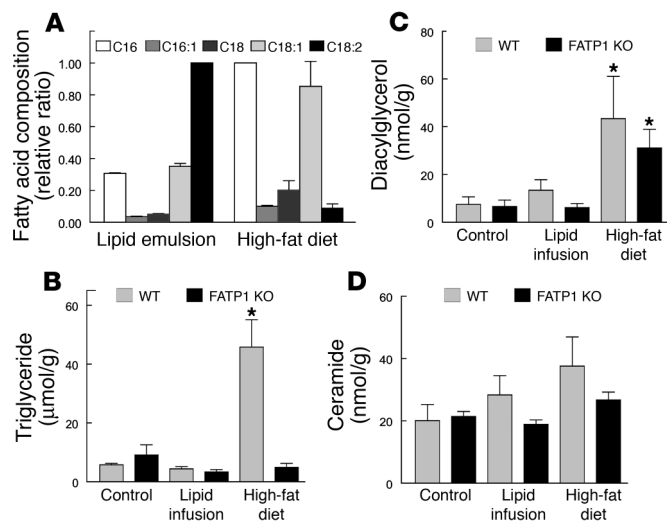 A
C16 C16:1 C18 C18:1 C18:2
1.00
0.80
0.60
0.40
0.20
0.00
Fatty acid composition
(relative ratio)
Lipid emulsion High-fat diet
C
WT FATP1 KO
80
60
40
20
0
Diacylglycerol
(nmol/g)
* *
Control Lipid infusion High-fat diet
B
WT FATP1 KO
60
40
20
0
Triglyceride
(μmol/g)
*
Control Lipid infusion High-fat diet
D
WT FATP1 KO
60
40
20
0
Ceramide
(nmol/g)
Control Lipid infusion High-fat diet